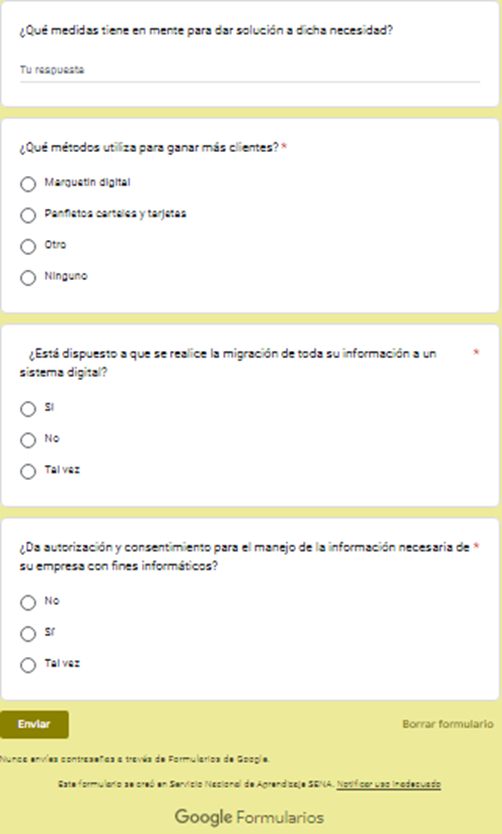 ¿Qué medidas tiene en mente para dar solución a dicha necesidad?
Tu respuesta
¿Qué métodos utiliza para ganar más clientes? *
Marquetin digital
Panfletos carteles y tarjetas
Otro
Ninguno
¿Está dispuesto a que se realice la migración de toda su información a un *
sistema digital?
Si
No
Tal vez
¿Da autorización y consentimiento para el manejo de la información necesaria de *
su empresa con fines informáticos?
No
Sí
Tal vez
Enviar
Borrar formulario
Nunca envíes contraseñas a través de Formularios de Google.
Este formulario se creó en Servicio Nacional de Aprendizaje SENA. Notificar uso inadecuado
Google Formularios